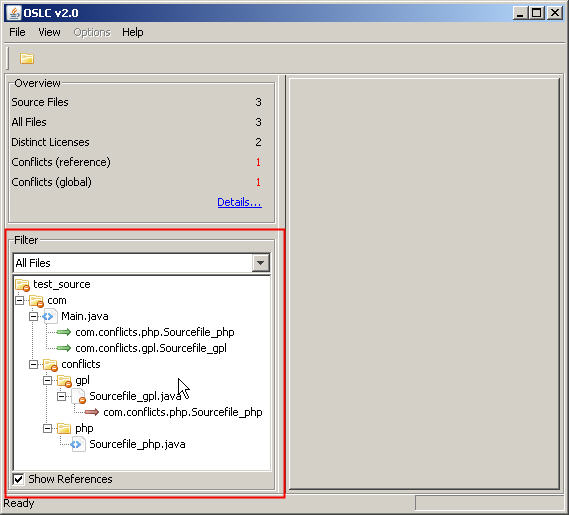 OSLC v2.0
File View Options Help
Overview
Source Files 3
All Files 3
Distinct Licenses 2
Conflicts (reference) 1
Conflicts (global) 1
Details...
Filter
All Files
test_source
com
Main.java
com.conflicts.php.Sourcefile_php
com.conflicts.gpl.Sourcefile_gpl
conflicts
gpl
Sourcefile_gpl.java
com.conflicts.php.Sourcefile_php
php
Sourcefile_php.java
Show References
Ready